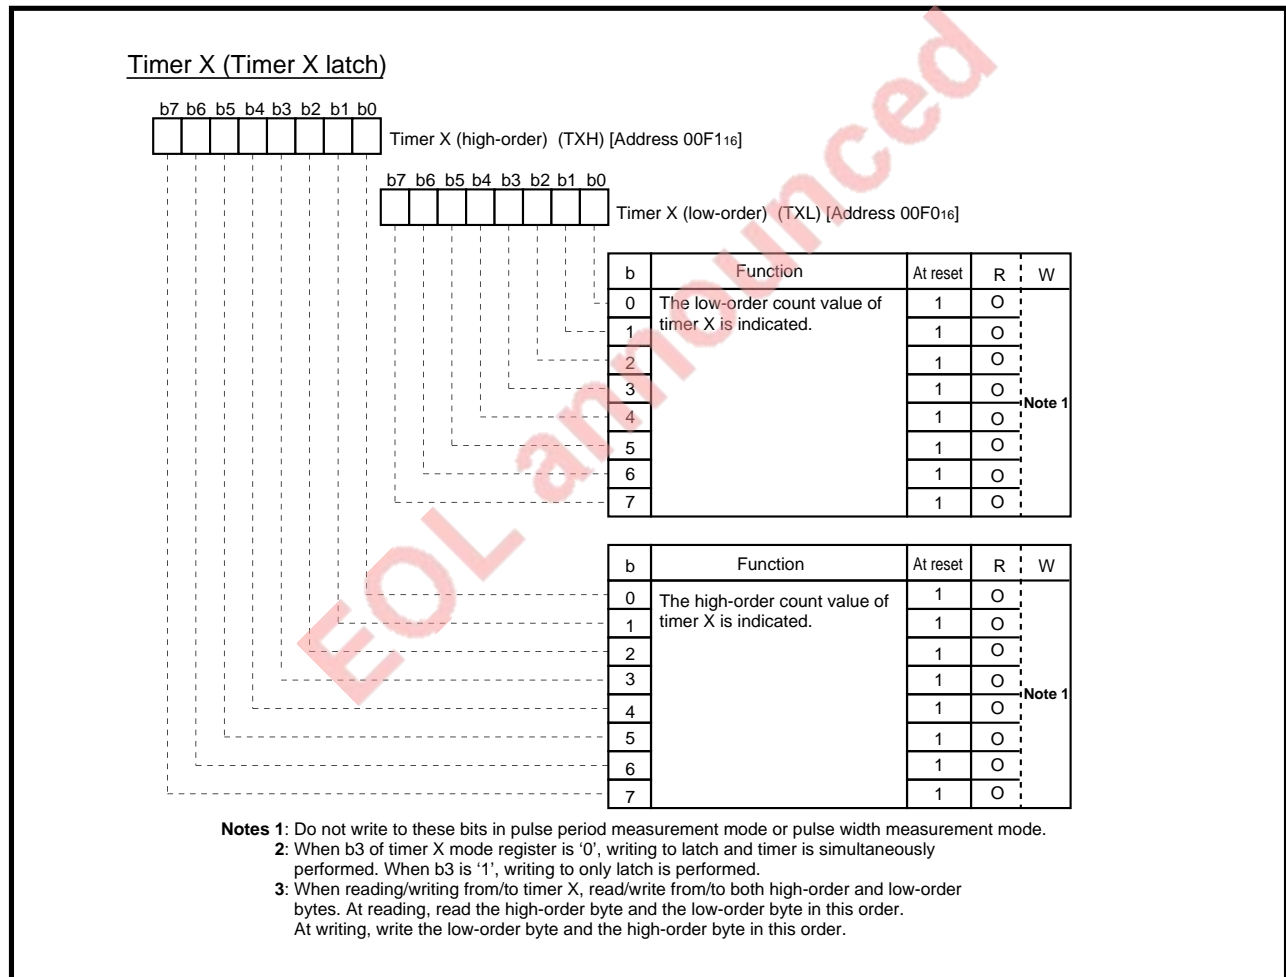 Timer X (Timer X latch)
b7 b6 b5 b4 b3 b2 b1 b0
Timer X (high-order) (TXH) [Address 00F116]
b7 b6 b5 b4 b3 b2 b1 b0
Timer X (low-order) (TXL) [Address 00F016]
b Function At reset R W
0 The low-order count value of 1 O
1 timer X is indicated. 1 O
2 1 O
3 1 O
Note 1
4 1 O
5 1 O
6 1 O
7 1 O
b Function At reset R W
0 The high-order count value of 1 O
1 timer X is indicated. 1 O
2 1 O
3 1 O
Note 1
4 1 O
5 1 O
6 1 O
7 1 O
Notes 1: Do not write to these bits in pulse period measurement mode or pulse width measurement mode.
2: When b3 of timer X mode register is ‘0’, writing to latch and timer is simultaneously
performed. When b3 is ‘1’, writing to only latch is performed.
3: When reading/writing from/to timer X, read/write from/to both high-order and low-order
bytes. At reading, read the high-order byte and the low-order byte in this order.
At writing, write the low-order byte and the high-order byte in this order.
EOL announced